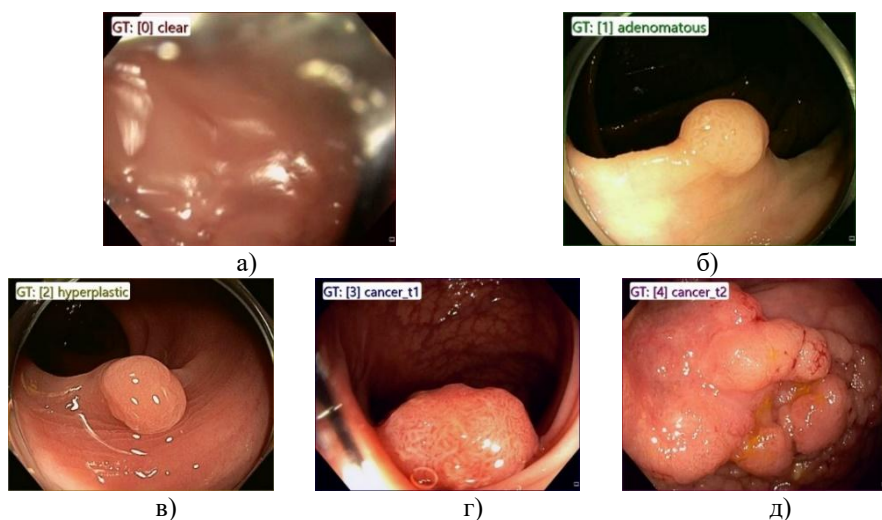 GT: [0] clear
GT: [1] adenomatous
а)
б)
GT: [2] hyperplastic
GT: [3] cancer_t1
GT: [4] cancer_t2
в)
г)
д)